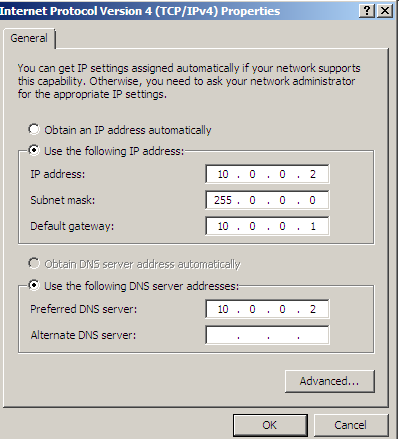 Internet Protocol Version 4 (TCP/IPv4) Properties
General
You can get IP settings assigned automatically if your network supports
this capability. Otherwise, you need to ask your network administrator
for the appropriate IP settings.
Obtain an IP address automatically
Use the following IP address:
IP address: 10 . 0 . 0 . 2
Subnet mask: 255 . 0 . 0 . 0
Default gateway: 10 . 0 . 0 . 1
Obtain DNS server address automatically
Use the following DNS server addresses:
Preferred DNS server: 10 . 0 . 0 . 2
Alternate DNS server: . . .
Advanced...
OK Cancel